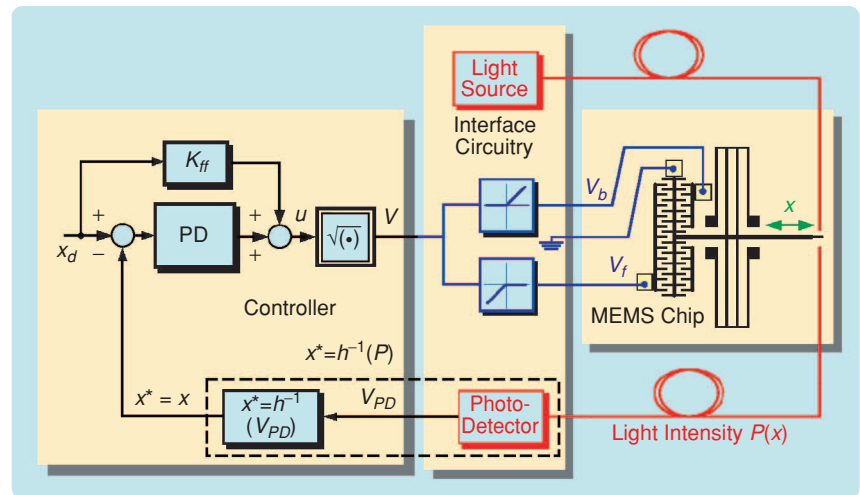 Light
Source
Interface
Circuitry
K_ff
+
PD
+
u
√(•)
V
x_d
−
+
Controller
V_b
x
V_f
MEMS Chip
x*=h⁻¹(P)
x* = x
x*=h⁻¹
(V_PD)
V_PD
Photo-
Detector
Light Intensity P(x)